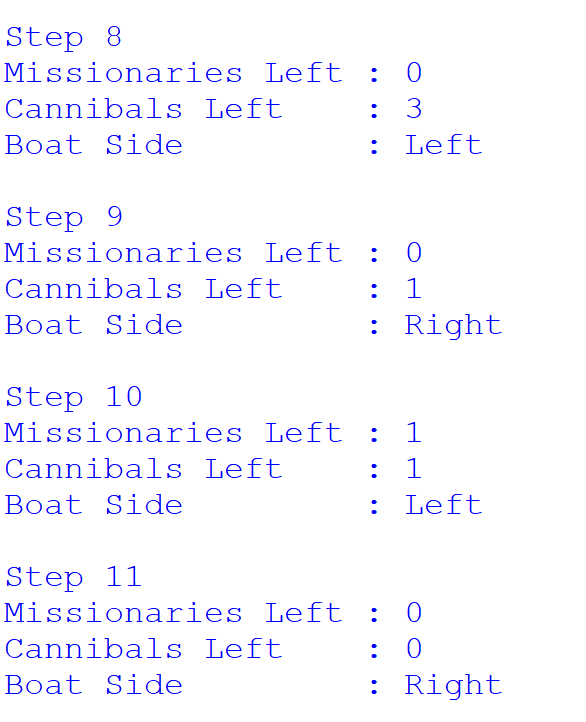 Step 8
Missionaries Left : 0
Cannibals Left    : 3
Boat Side         : Left

Step 9
Missionaries Left : 0
Cannibals Left    : 1
Boat Side         : Right

Step 10
Missionaries Left : 1
Cannibals Left    : 1
Boat Side         : Left

Step 11
Missionaries Left : 0
Cannibals Left    : 0
Boat Side         : Right